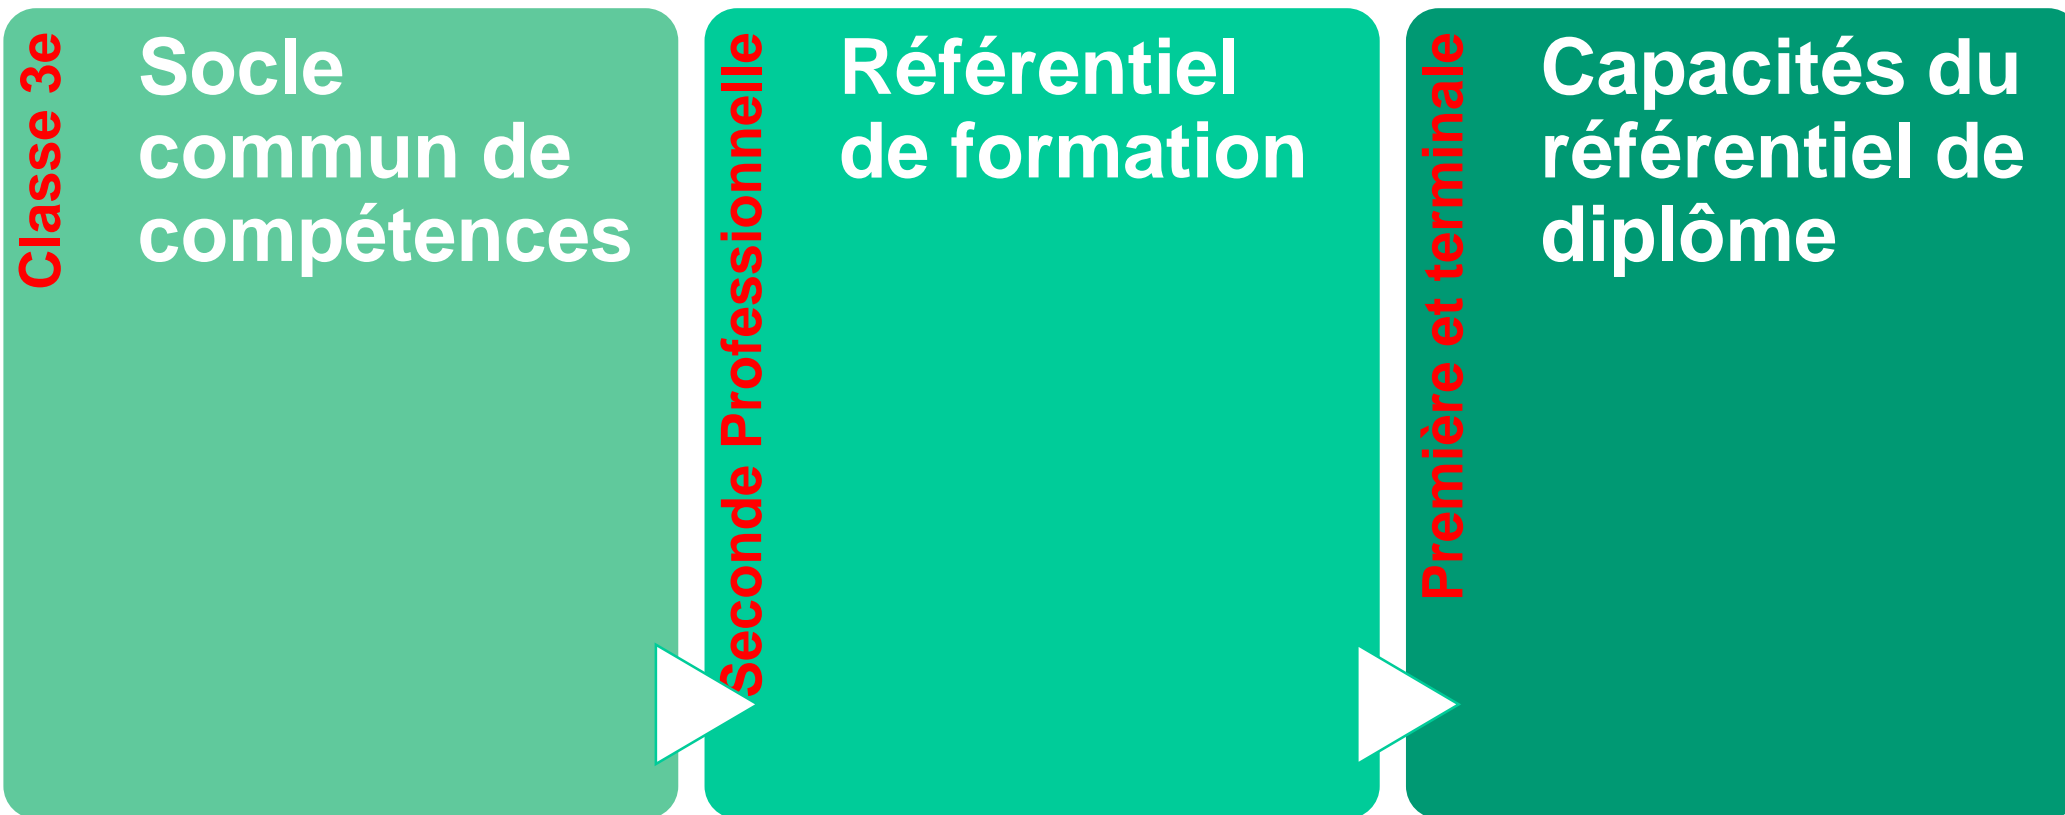 Classe 3e
Socle
commun de
compétences
Seconde Professionnelle
Référentiel
de formation
Première et terminale
Capacités du
référentiel de
diplôme